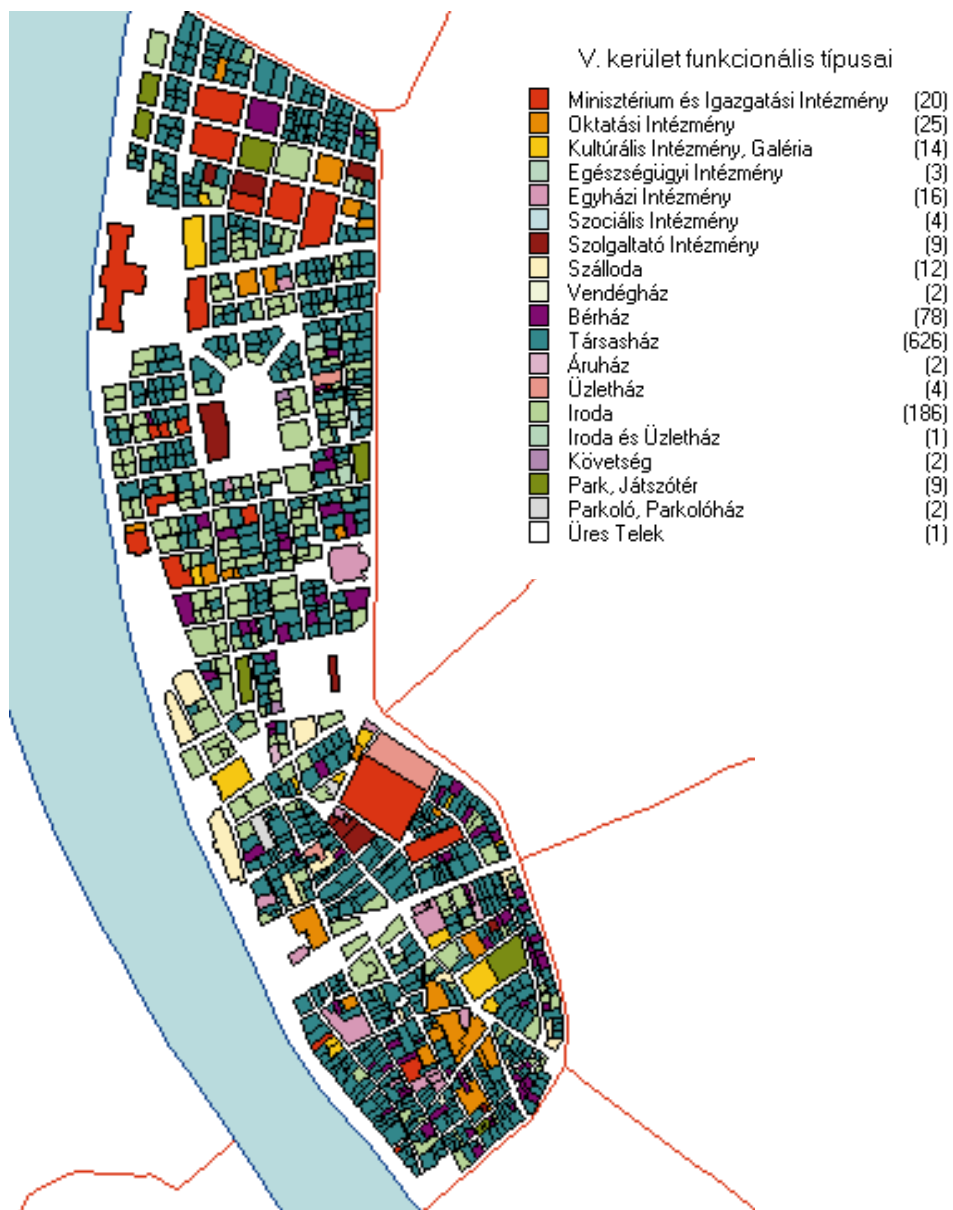 V. kerület funkcionális típusai
Minisztérium és Igazgatási Intézmény (20)
Oktatási Intézmény (25)
Kultúrális Intézmény, Galéria (14)
Egészségügyi Intézmény (3)
Egyházi Intézmény (16)
Szociális Intézmény (4)
Szolgaltató Intézmény (9)
Szálloda (12)
Vendégház (2)
Bérház (78)
Társasház (626)
Áruház (2)
Üzletház (4)
Iroda (186)
Iroda és Üzletház (1)
Követség (2)
Park, Játszótér (9)
Parkoló, Parkolóház (2)
Üres Telek (1)